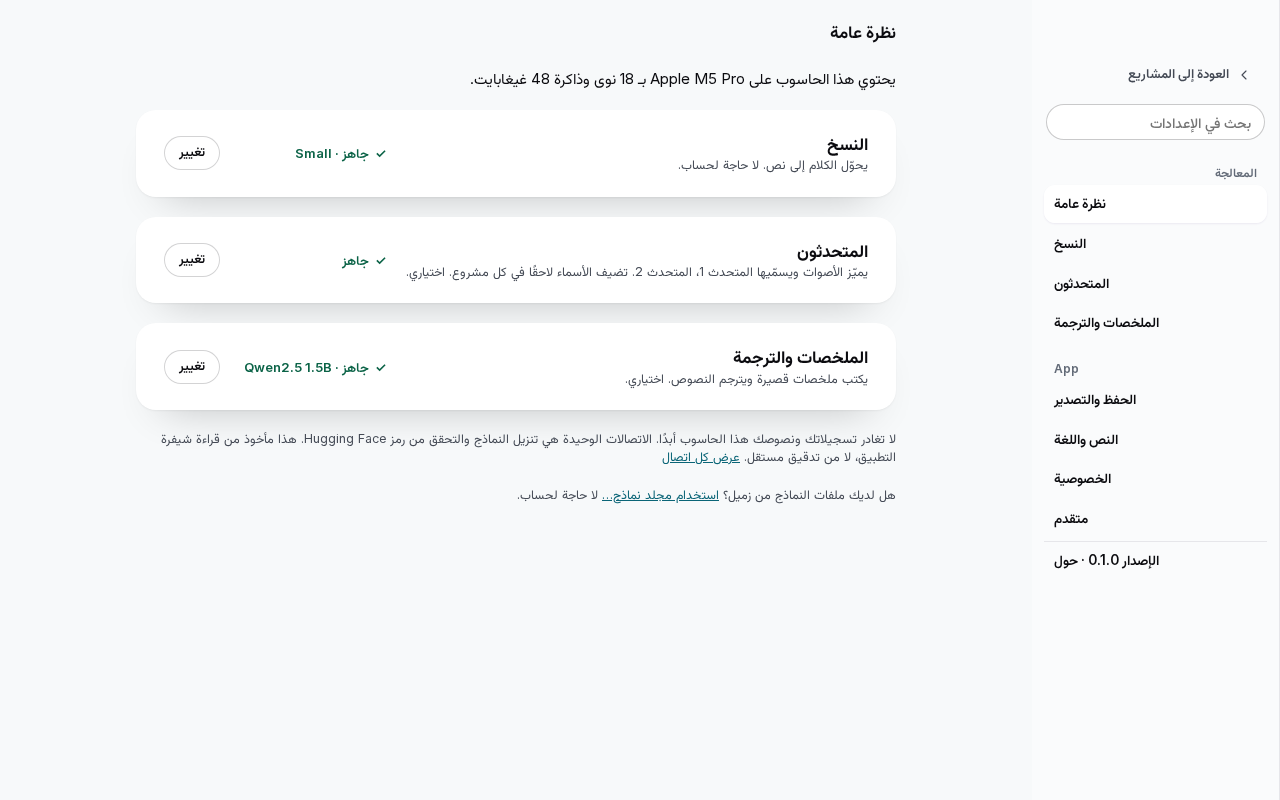 العودة إلى المشاريع
بحث في الإعدادات
المعالجة
نظرة عامة
النسخ
المتحدثون
الملخصات والترجمة
App
الحفظ والتصدير
النص واللغة
الخصوصية
متقدم
الإصدار 0.1.0 · حول
نظرة عامة
يحتوي هذا الحاسوب على Apple M5 Pro بـ 18 نوى وذاكرة 48 غيغابايت.
النسخ
يحوّل الكلام إلى نص. لا حاجة لحساب.
جاهز · Small
تغيير
المتحدثون
يميّز الأصوات ويسمّيها المتحدث 1، المتحدث 2. تضيف الأسماء لاحقًا في كل مشروع. اختياري.
جاهز
تغيير
الملخصات والترجمة
يكتب ملخصات قصيرة ويترجم النصوص. اختياري.
جاهز · Qwen2.5 1.5B
تغيير
لا تغادر تسجيلاتك ونصوصك هذا الحاسوب أبدًا. الاتصالات الوحيدة هي تنزيل النماذج والتحقق من رمز Hugging Face. هذا مأخوذ من قراءة شيفرة
التطبيق، لا من تدقيق مستقل. عرض كل اتصال
هل لديك ملفات النماذج من زميل؟ استخدام مجلد نماذج… لا حاجة لحساب.